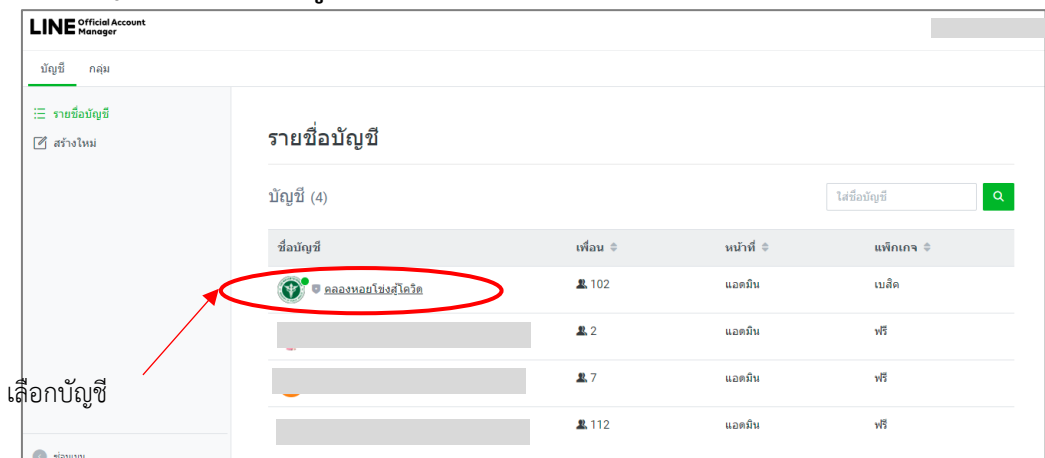 LINE Official Account Manager
บัญชี กลุ่ม
รายชื่อบัญชี
สร้างใหม่
รายชื่อบัญชี
บัญชี (4)
ใส่ชื่อบัญชี
ชื่อบัญชี เพื่อน หน้าที่ แพ็กเกจ
คลองหอยโข่งสู้โควิด 102 แอดมิน เบสิค
2 แอดมิน ฟรี
7 แอดมิน ฟรี
เลือกบัญชี
112 แอดมิน ฟรี